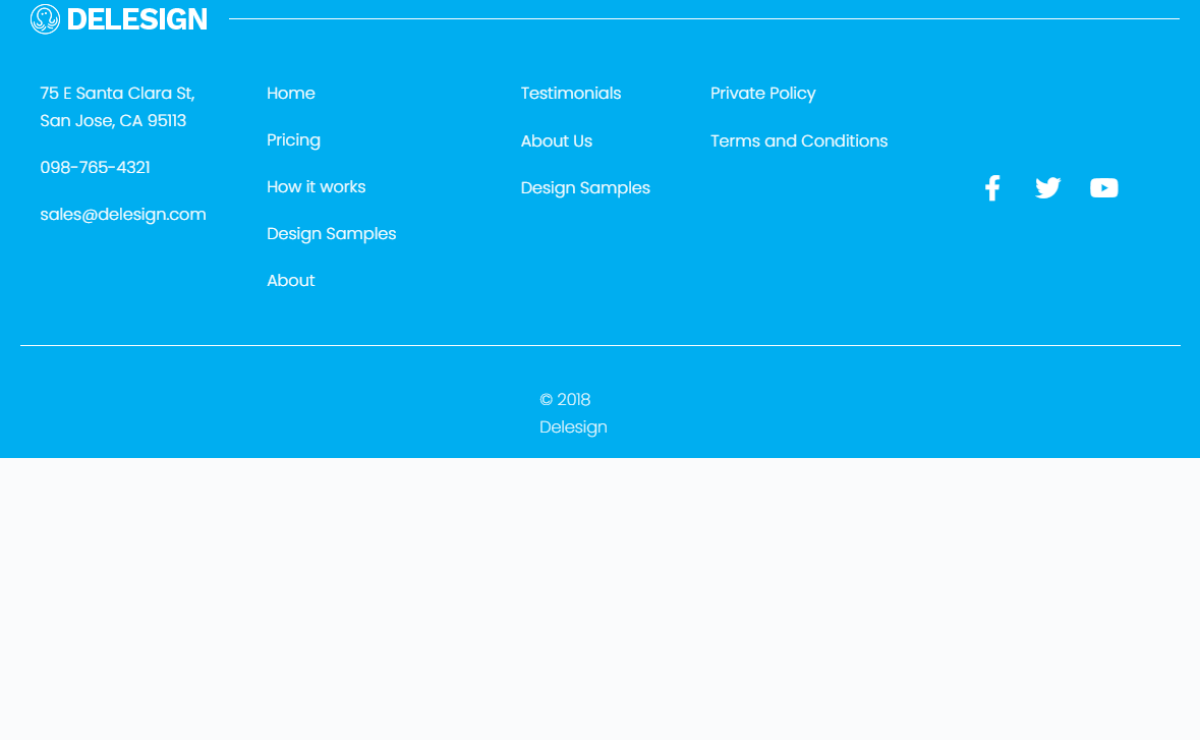 DELESIGN
75 E Santa Clara St,
San Jose, CA 95113
098-765-4321
sales@delesign.com
Home
Pricing
How it works
Design Samples
About
Testimonials
About Us
Design Samples
Private Policy
Terms and Conditions
© 2018
Delesign